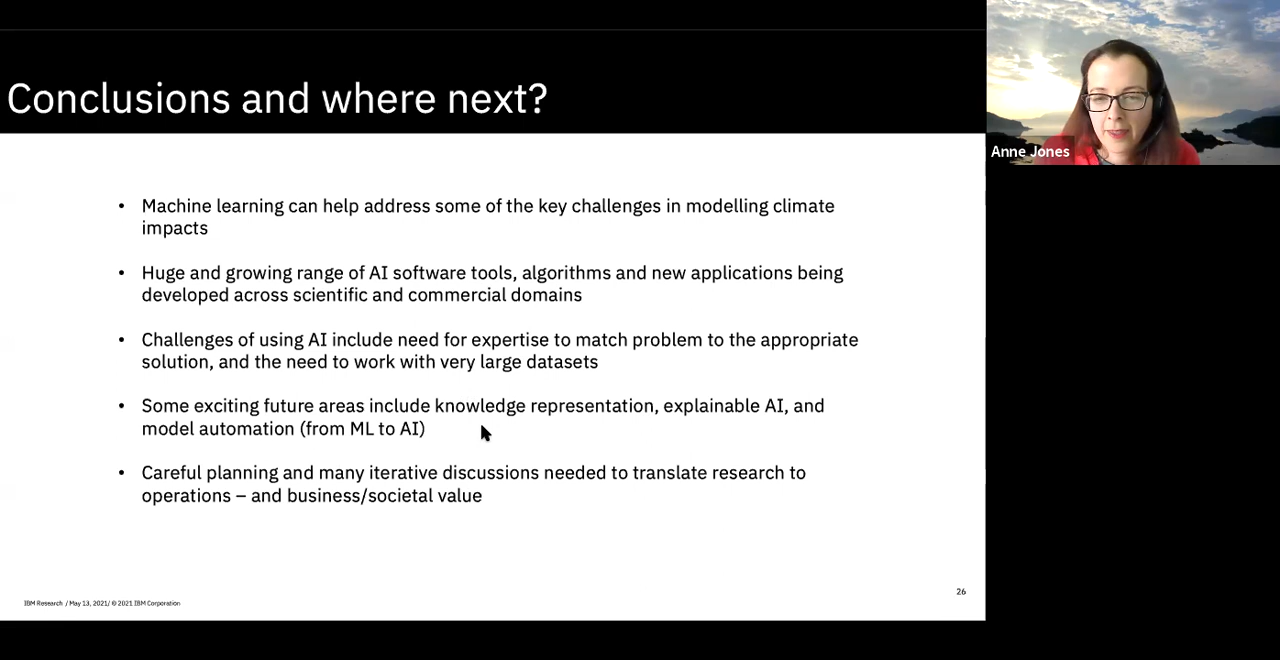 Conclusions and where next?
Anne Jones
• Machine learning can help address some of the key challenges in modelling climate
impacts
• Huge and growing range of AI software tools, algorithms and new applications being
developed across scientific and commercial domains
• Challenges of using AI include need for expertise to match problem to the appropriate
solution, and the need to work with very large datasets
• Some exciting future areas include knowledge representation, explainable AI, and
model automation (from ML to AI)
• Careful planning and many iterative discussions needed to translate research to
operations – and business/societal value
IBM Research / May 13, 2021/ © 2021 IBM Corporation
26